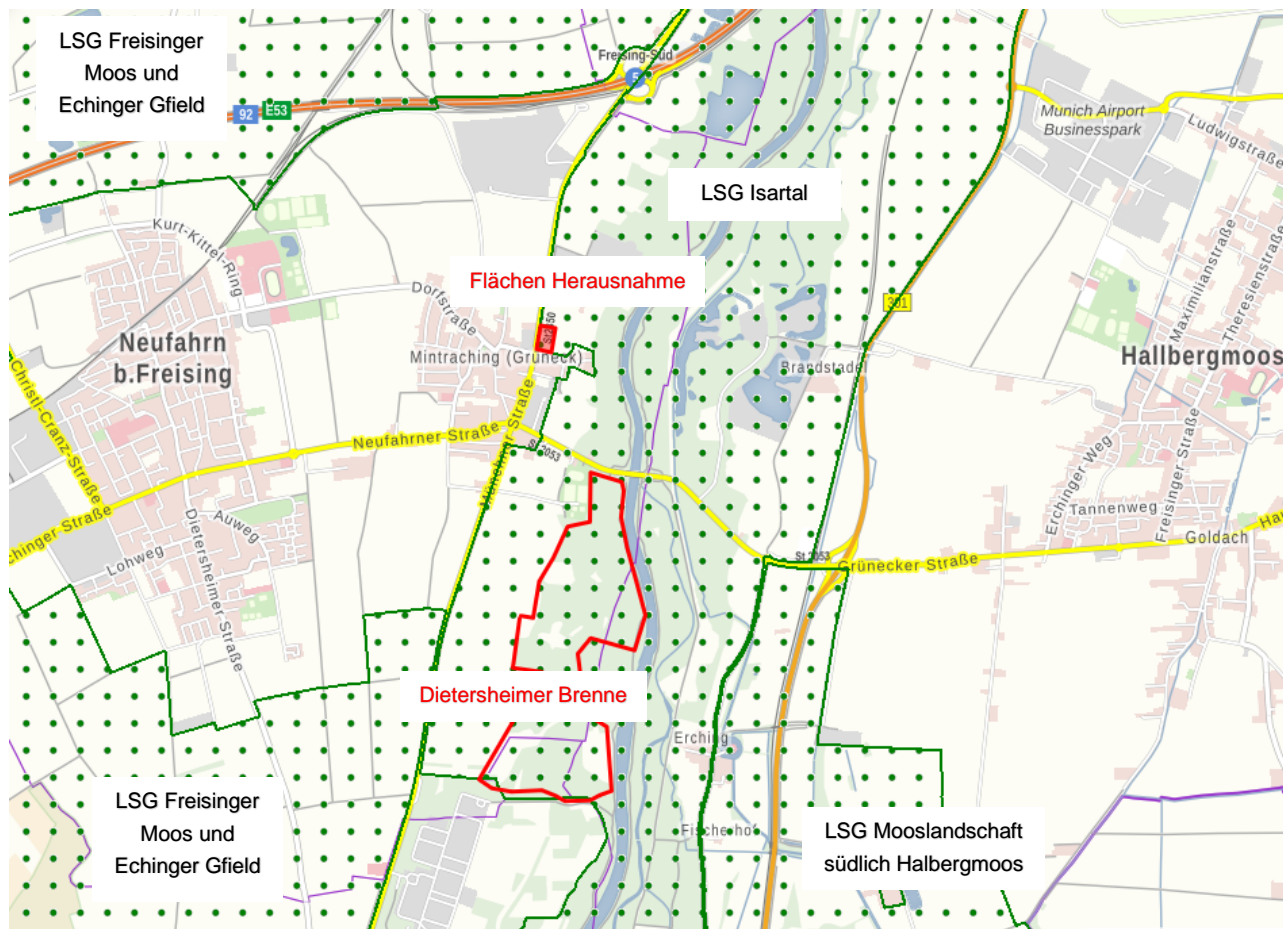 LSG Freisinger
Moos und
Echinger Gfield
Freising-Süd
5
92
E53
Munich Airport
Businesspark
Ludwigstraße
LSG Isartal
Kurt-Kittel-Ring
Maximilianstraße
Theresienstraße
Flächen Herausnahme
Dorfstraße
301
Neufahrn
b.Freising
Mintraching (Grüneck)
Hallbergmoos
Brandstadel
Christl-Cranz-Straße
Münchner Straße
Neufahrner Straße
St 2053
Erchinger Weg
Freisinger Straße
Tannenweg
Goldach
Auweg
Lohweg
Dietersheimer Straße
St 2053
Grünecker Straße
Dietersheimer Brenne
Erching
LSG Freisinger
Moos und
Echinger Gfield
Fischerhof
LSG Mooslandschaft
südlich Halbergmoos